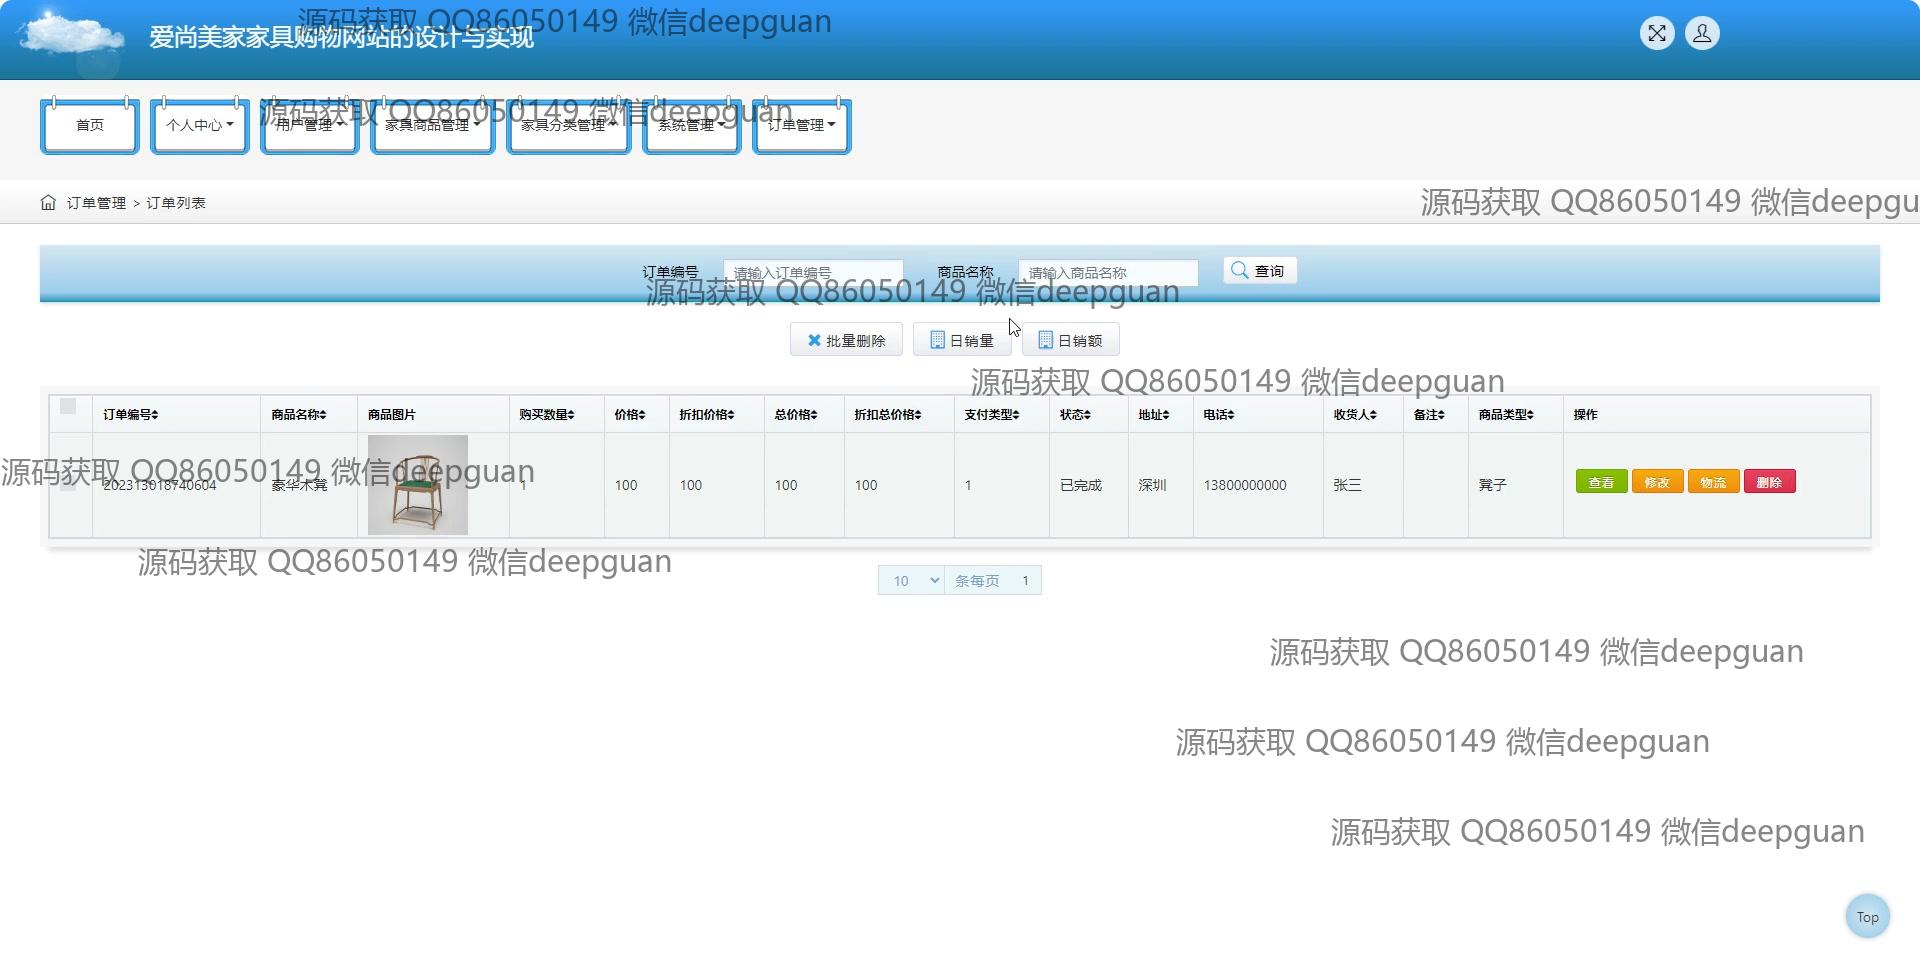 源码获取 QQ86050149 微信deepguan
爱尚美家家具购物网站的设计与实现
源码获取 QQ86050149 微信deepguan
首页 个人中心 用户管理 家具商品管理 家具分类管理 系统管理 订单管理
订单管理 > 订单列表
源码获取 QQ86050149 微信deepgu
订单编号 请输入订单编号 商品名称 请输入商品名称 查询
源码获取 QQ86050149 微信deepguan
批量删除 日销量 日销额
源码获取 QQ86050149 微信deepguan
订单编号 商品名称 商品图片 购买数量 价格 折扣价格 总价格 折扣总价格 支付类型 状态 地址 电话 收货人 备注 商品类型 操作
源码获取 QQ86050149 微信deepguan
202313018740604 豪华木凳 1 100 100 100 100 1 已完成 深圳 13800000000 张三 凳子 查看 修改 物流 删除
源码获取 QQ86050149 微信deepguan
10 条每页 1
源码获取 QQ86050149 微信deepguan
源码获取 QQ86050149 微信deepguan
源码获取 QQ86050149 微信deepguan
Top